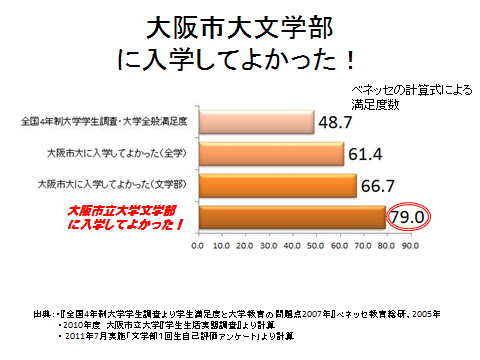 大阪市大文学部
に入学してよかった！
ベネッセの計算式による
満足度数
全国4年制大学学生調査・大学全般満足度
48.7
大阪市大に入学してよかった（全学）
61.4
大阪市大に入学してよかった（文学部）
66.7
大阪市立大学文学部
に入学してよかった！
79.0
0.0 10.0 20.0 30.0 40.0 50.0 60.0 70.0 80.0 90.0
出典：・『全国4年制大学学生調査より学生満足度と大学教育の問題点2007年』ベネッセ教育総研、2005年
・2010年度 大阪市立大学『学生生活実態調査』より計算
・2011年7月実施「文学部1回生自己評価アンケート」より計算